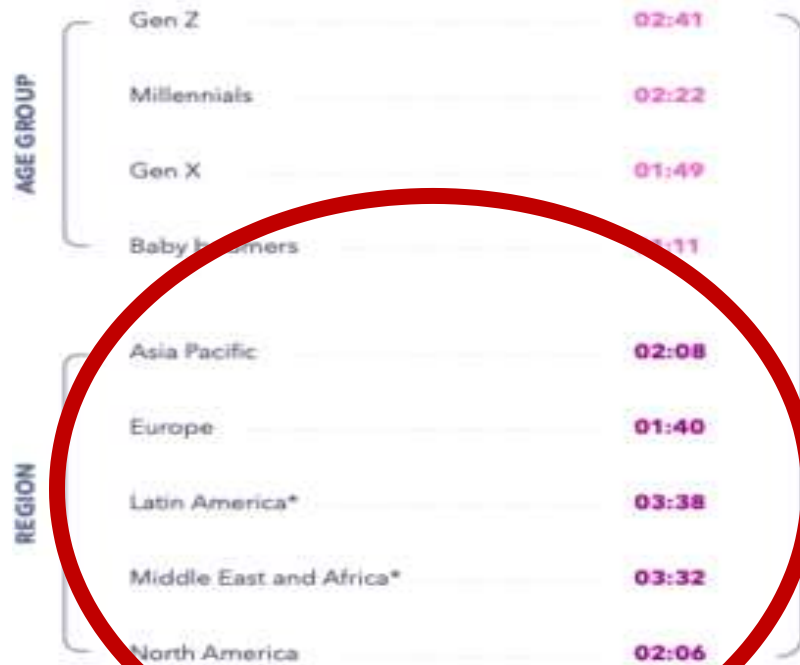 AGE GROUP
Gen Z 02:41
Millennials 02:22
Gen X 01:49
Baby :11
REGION
Asia Pacific 02:08
Europe 01:40
Latin America* 03:38
Middle East and Africa* 03:32
North America 02:06